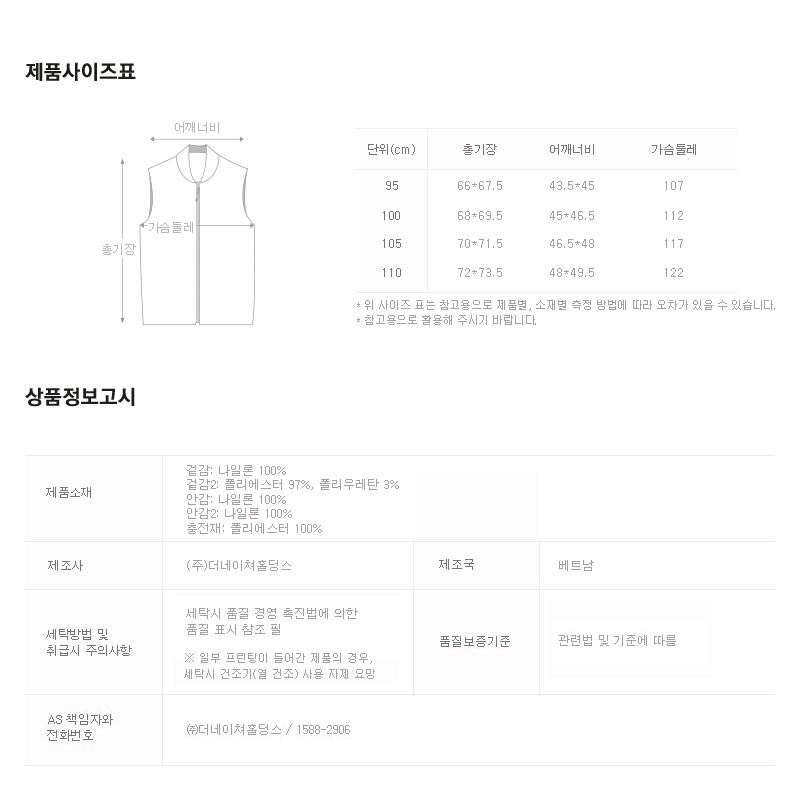 제품사이즈표
어깨너비
가슴둘레
총기장
단위(cm) 총기장 어깨너비 가슴둘레
95 66*67.5 43.5*45 107
100 68*69.5 45*46.5 112
105 70*71.5 46.5*48 117
110 72*73.5 48*49.5 122
* 위 사이즈 표는 참고용으로 제품별, 소재별 측정 방법에 따라 오차가 있을 수 있습니다.
* 참고용으로 활용해 주시기 바랍니다.
상품정보고시
제품소재
겉감: 나일론 100%
겉감2: 폴리에스터 97%, 폴리우레탄 3%
안감: 나일론 100%
안감2: 나일론 100%
충전재: 폴리에스터 100%
제조사 (주)더네이쳐홀딩스 제조국 베트남
세탁방법 및
취급시 주의사항
세탁시 품질 경영 촉진법에 의한
품질 표시 참조 필
※ 일부 프린팅이 들어간 제품의 경우,
세탁시 건조기(열 건조) 사용 자제 요망
품질보증기준 관련법 및 기준에 따름
AS 책임자와
전화번호
㈜더네이쳐홀딩스 / 1588-2906